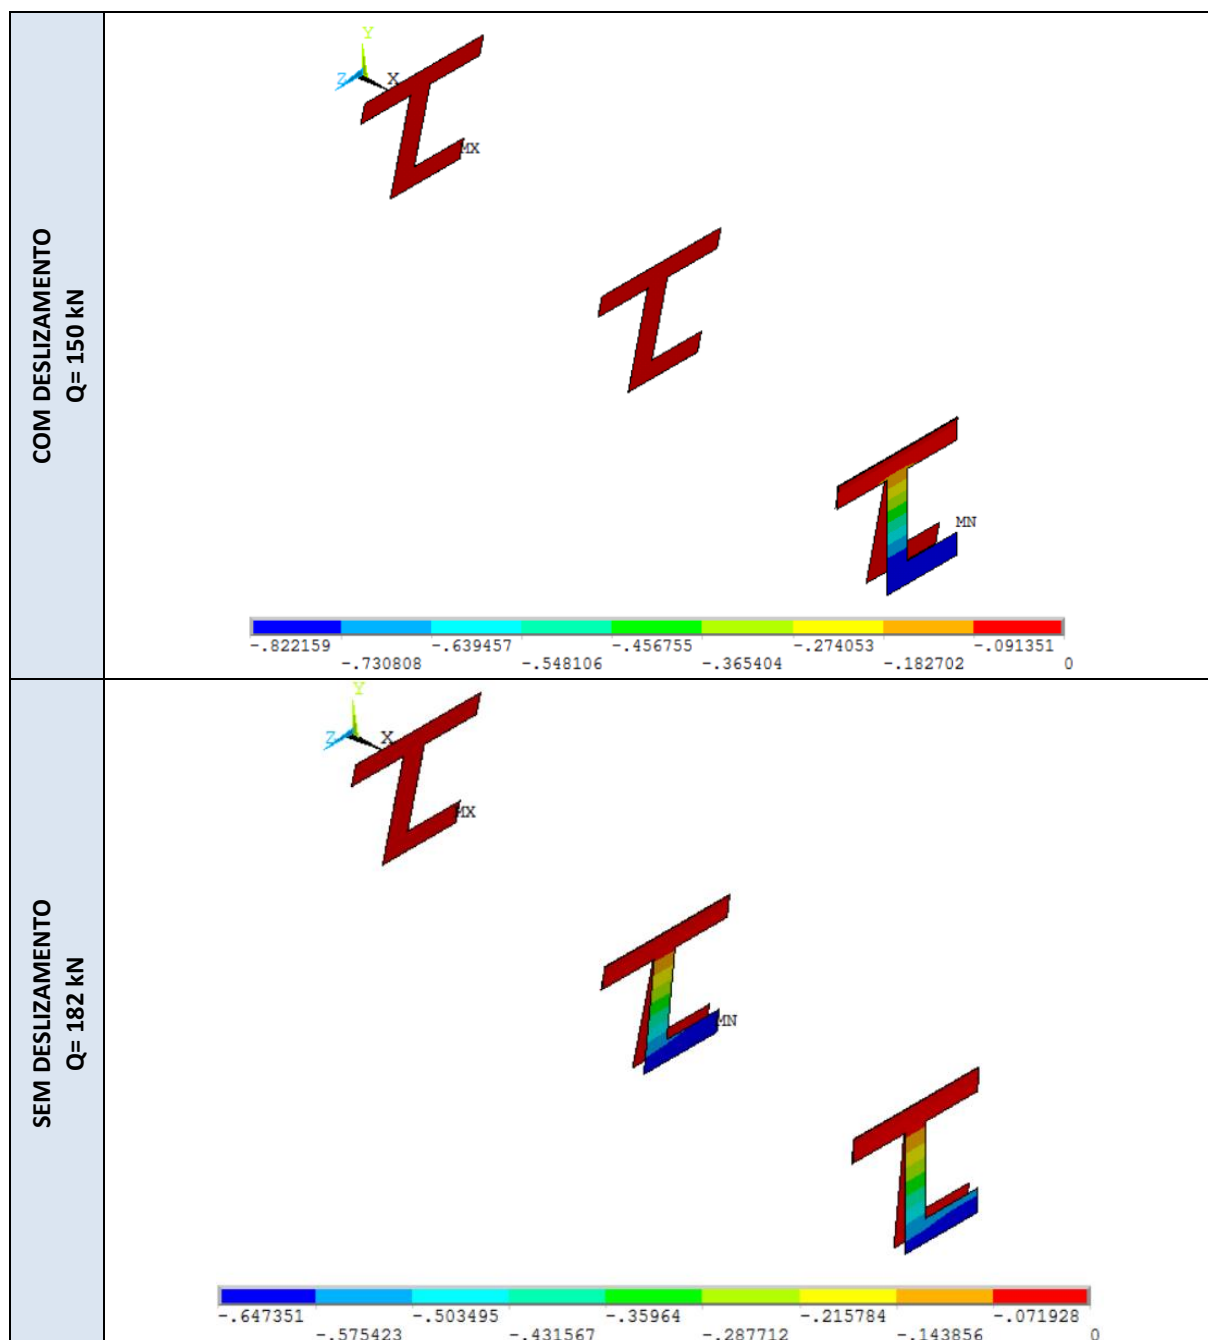 COM DESLIZAMENTO
Q= 150 kN
Y
Z
X
MX
MN
-.822159
-.730808
-.639457
-.548106
-.456755
-.365404
-.274053
-.182702
-.091351
0
SEM DESLIZAMENTO
Q= 182 kN
Y
Z
X
MX
MN
-.647351
-.575423
-.503495
-.431567
-.35964
-.287712
-.215784
-.143856
-.071928
0